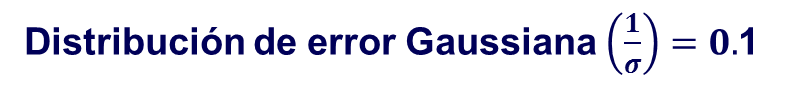 Distribución de error Gaussiana (1/σ) = 0.1